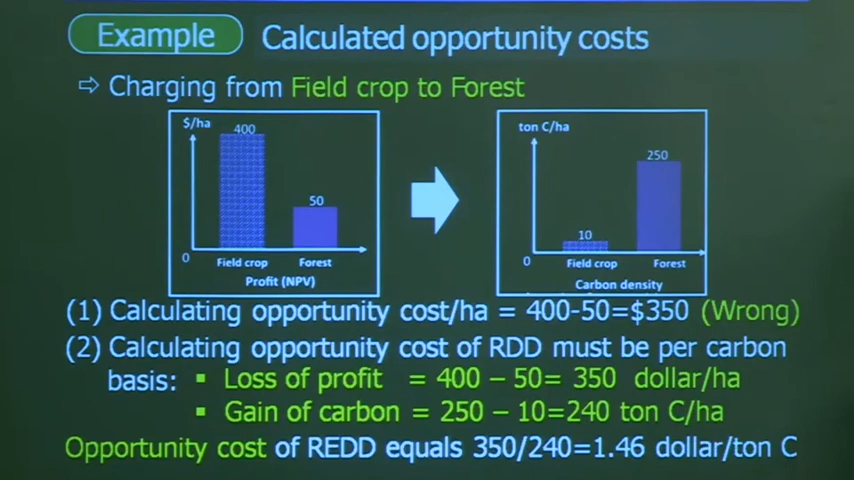 Example Calculated opportunity costs
⇨ Charging from Field crop to Forest
$/ha
400
50
0
Field crop Forest
Profit (NPV)
ton C/ha
250
10
0
Field crop Forest
Carbon density
(1) Calculating opportunity cost/ha = 400-50=$350 (Wrong)
(2) Calculating opportunity cost of RDD must be per carbon
basis: ▪ Loss of profit = 400 – 50= 350 dollar/ha
▪ Gain of carbon = 250 – 10=240 ton C/ha
Opportunity cost of REDD equals 350/240=1.46 dollar/ton C